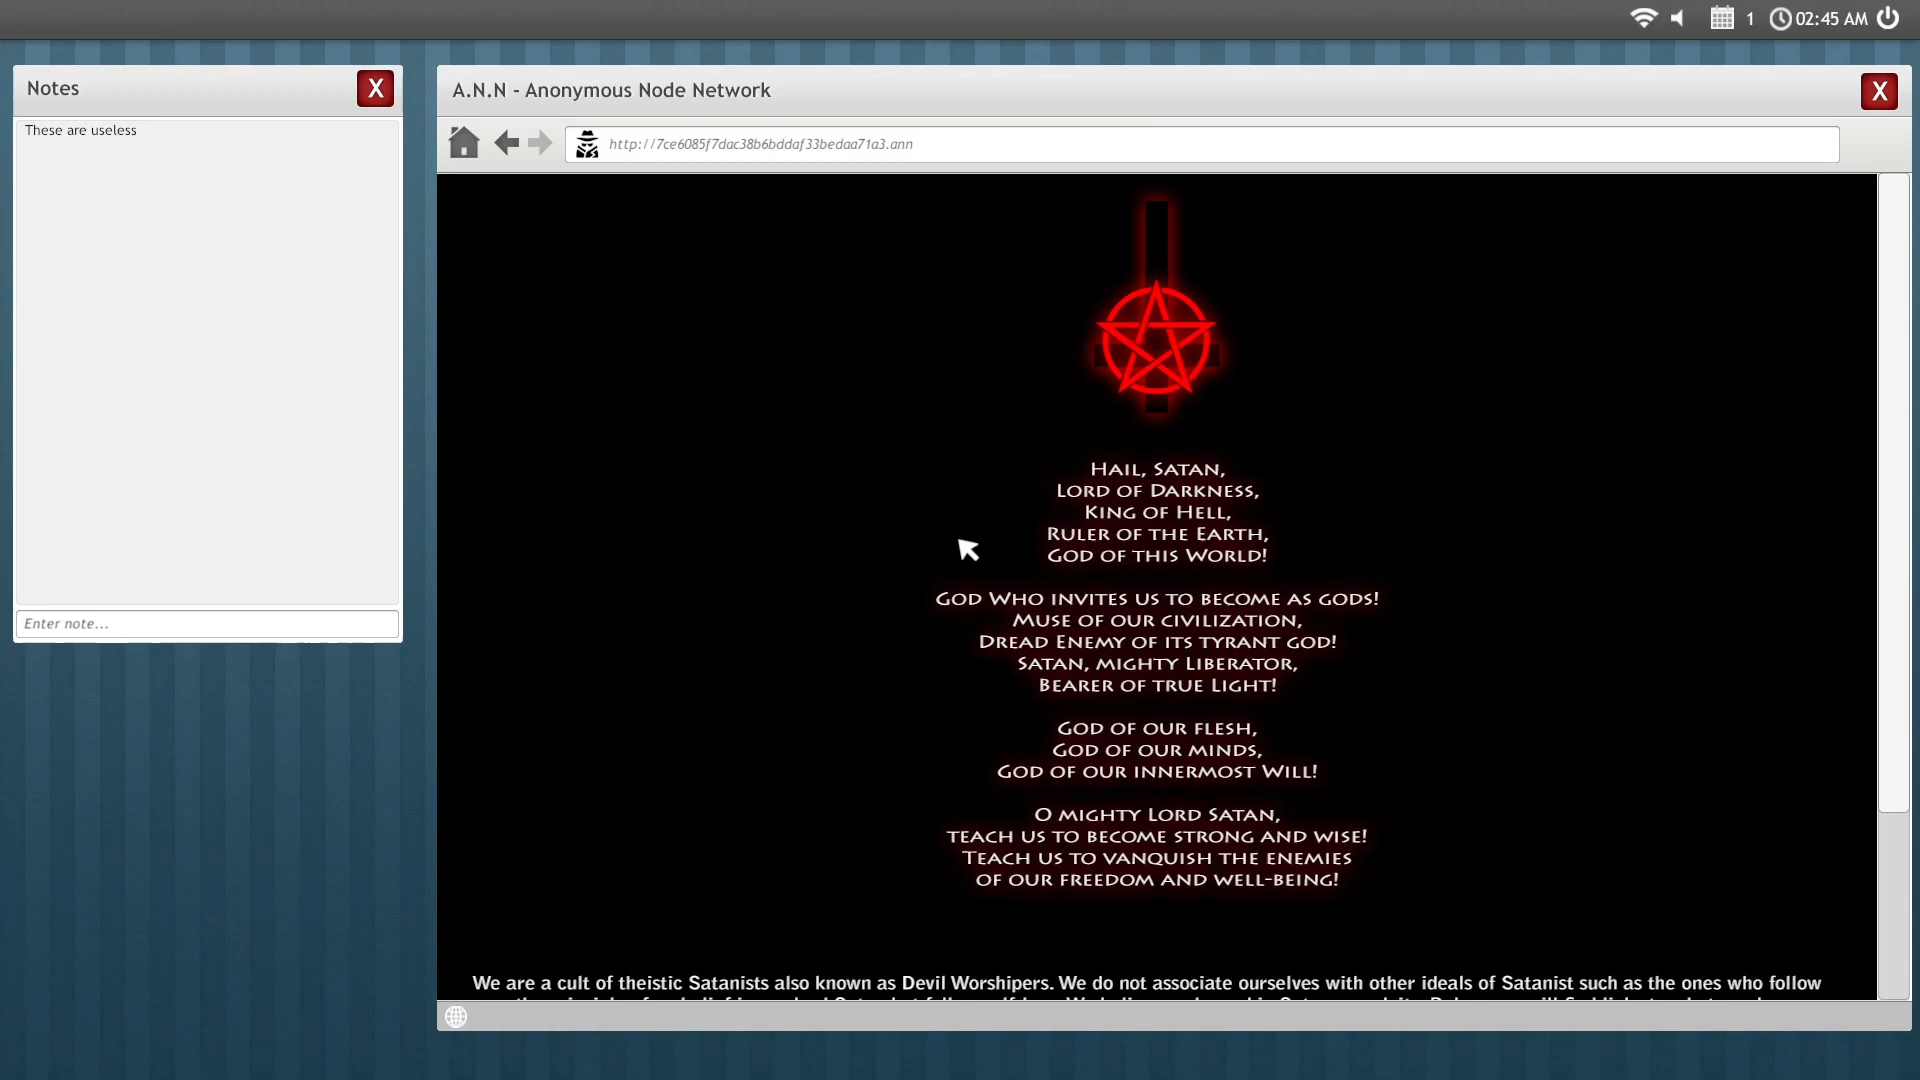 1
02:45 AM
Notes
X
These are useless
Enter note...
A.N.N - Anonymous Node Network
X
http://7ce6085f7dac38b6bddaf33bedaa71a3.ann
Hail, Satan,
Lord of Darkness,
King of Hell,
Ruler of the Earth,
God of this World!
God Who invites us to become as gods!
Muse of our civilization,
Dread Enemy of its tyrant god!
Satan, mighty Liberator,
Bearer of true Light!
God of our flesh,
God of our minds,
God of our innermost Will!
O mighty Lord Satan,
teach us to become strong and wise!
Teach us to vanquish the enemies
of our freedom and well-being!
We are a cult of theistic Satanists also known as Devil Worshipers. We do not associate ourselves with other ideals of Satanist such as the ones who follow